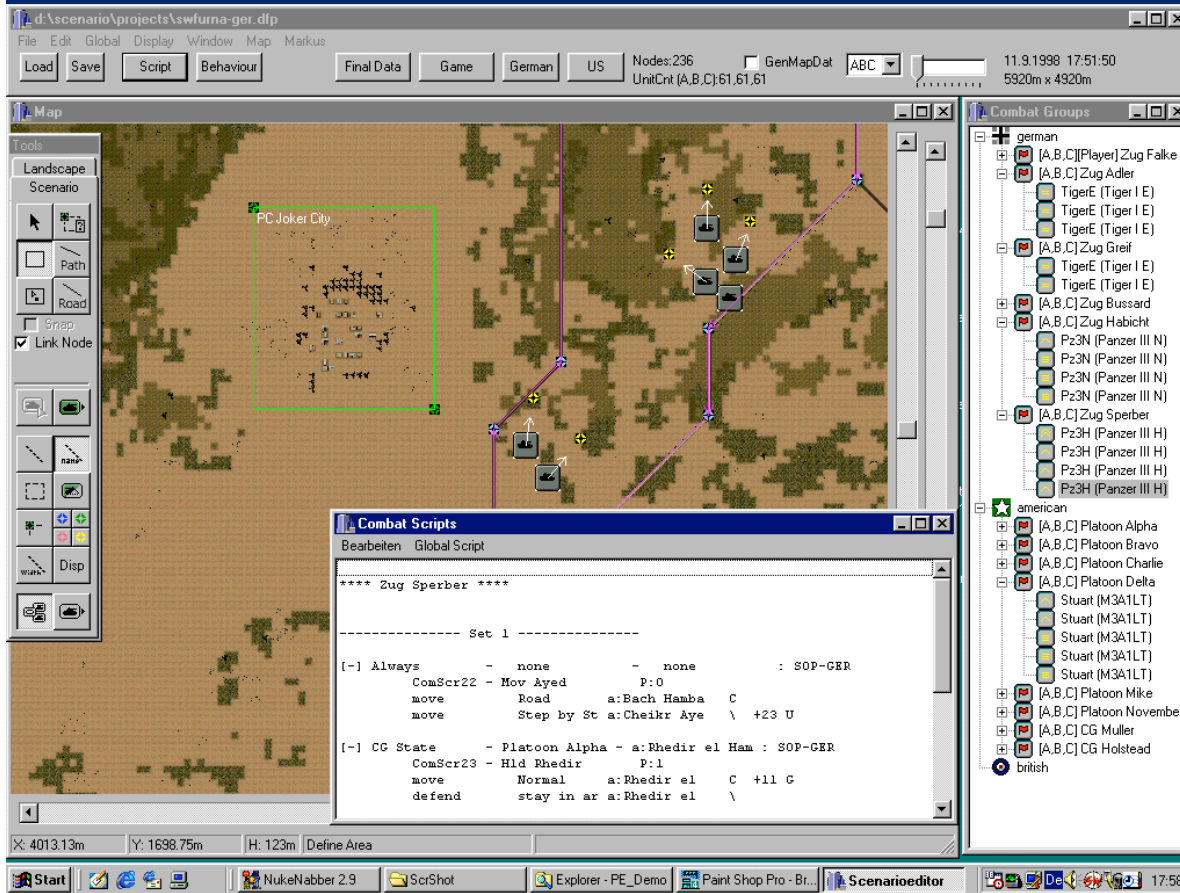 d:\scenario\projects\swfurna-ger.dfp
File Edit Global Display Window Map Markus
Load Save Script Behaviour Final Data Game German US Nodes:236 GenMapDat ABC 11.9.1998 17:51:50
UnitCnt (A,B,C):61,61,61 5920m x 4920m
Map
Tools
Landscape
Scenario
Path
Road
Snap
Link Node
name
Disp
PC Joker City
Combat Groups
german
[A,B,C][Player] Zug Falke
[A,B,C] Zug Adler
TigerE (Tiger I E)
TigerE (Tiger I E)
TigerE (Tiger I E)
[A,B,C] Zug Greif
TigerE (Tiger I E)
TigerE (Tiger I E)
[A,B,C] Zug Bussard
[A,B,C] Zug Habicht
Pz3N (Panzer III N)
Pz3N (Panzer III N)
Pz3N (Panzer III N)
Pz3N (Panzer III N)
[A,B,C] Zug Sperber
Pz3H (Panzer III H)
Pz3H (Panzer III H)
Pz3H (Panzer III H)
Pz3H (Panzer III H)
american
[A,B,C] Platoon Alpha
[A,B,C] Platoon Bravo
[A,B,C] Platoon Charlie
[A,B,C] Platoon Delta
Stuart (M3A1LT)
Stuart (M3A1LT)
Stuart (M3A1LT)
Stuart (M3A1LT)
Stuart (M3A1LT)
[A,B,C] Platoon Mike
[A,B,C] Platoon Novembe
[A,B,C] CG Muller
[A,B,C] CG Holstead
british
Combat Scripts
Bearbeiten Global Script
**** Zug Sperber ****
--------------- Set 1 ---------------
[-] Always - none - none : SOP-GER
ComScr22 - Mov Ayed P:0
move Road a:Bach Hamba C
move Step by St a:Cheikr Aye \ +23 U
[-] CG State - Platoon Alpha - a:Rhedir el Ham : SOP-GER
ComScr23 - Hld Rhedir P:1
move Normal a:Rhedir el C +11 G
defend stay in ar a:Rhedir el \
X: 4013.13m Y: 1698.75m H: 123m Define Area
Start NukeNabber 2.9 ScrShot Explorer - PE_Demo Paint Shop Pro - Br... Scenarioeditor De 17:59